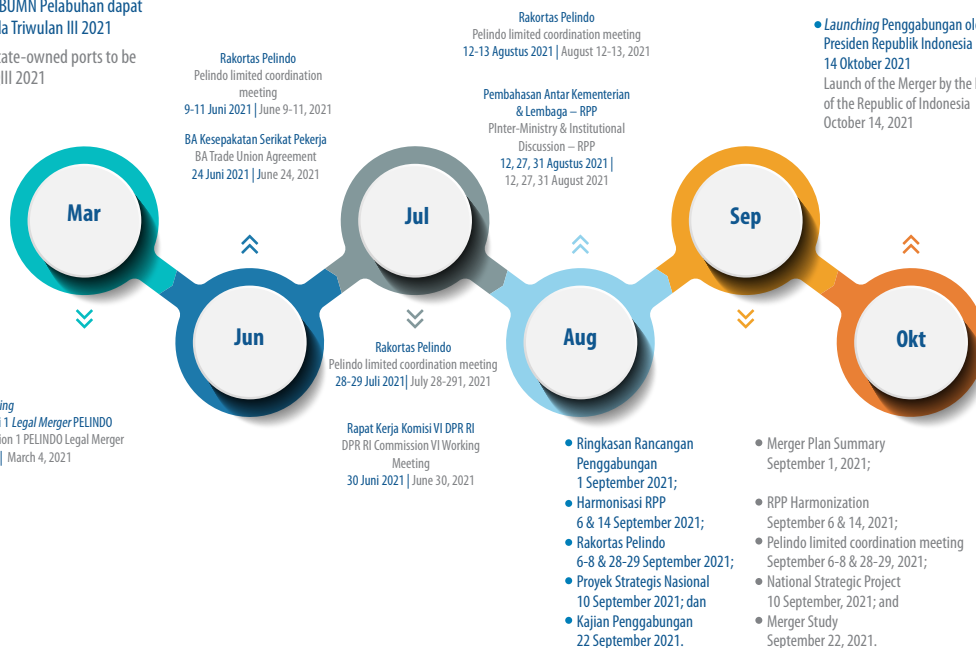 BUMN Pelabuhan dapat
da Triwulan III 2021
tate-owned ports to be
III 2021
Rakortas Pelindo
Pelindo limited coordination
meeting
9-11 Juni 2021 | June 9-11, 2021
BA Kesepakatan Serikat Pekerja
BA Trade Union Agreement
24 Juni 2021 | June 24, 2021
Rakortas Pelindo
Pelindo limited coordination meeting
12-13 Agustus 2021 | August 12-13, 2021
Pembahasan Antar Kementerian
& Lembaga – RPP
PInter-Ministry & Institutional
Discussion – RPP
12, 27, 31 Agustus 2021 |
12, 27, 31 August 2021
• Launching Penggabungan ol
Presiden Republik Indonesia
14 Oktober 2021
Launch of the Merger by the
of the Republic of Indonesia
October 14, 2021
Mar
Jun
Jul
Aug
Sep
Okt
ing
i 1 Legal Merger PELINDO
ion 1 PELINDO Legal Merger
| March 4, 2021
Rakortas Pelindo
Pelindo limited coordination meeting
28-29 Juli 2021| July 28-291, 2021
Rapat Kerja Komisi VI DPR RI
DPR RI Commission VI Working
Meeting
30 Juni 2021 | June 30, 2021
• Ringkasan Rancangan
Penggabungan
1 September 2021;
• Harmonisasi RPP
6 & 14 September 2021;
• Rakortas Pelindo
6-8 & 28-29 September 2021;
• Proyek Strategis Nasional
10 September 2021; dan
• Kajian Penggabungan
22 September 2021.
• Merger Plan Summary
September 1, 2021;
• RPP Harmonization
September 6 & 14, 2021;
• Pelindo limited coordination meeting
September 6-8 & 28-29, 2021;
• National Strategic Project
10 September, 2021; and
• Merger Study
September 22, 2021.